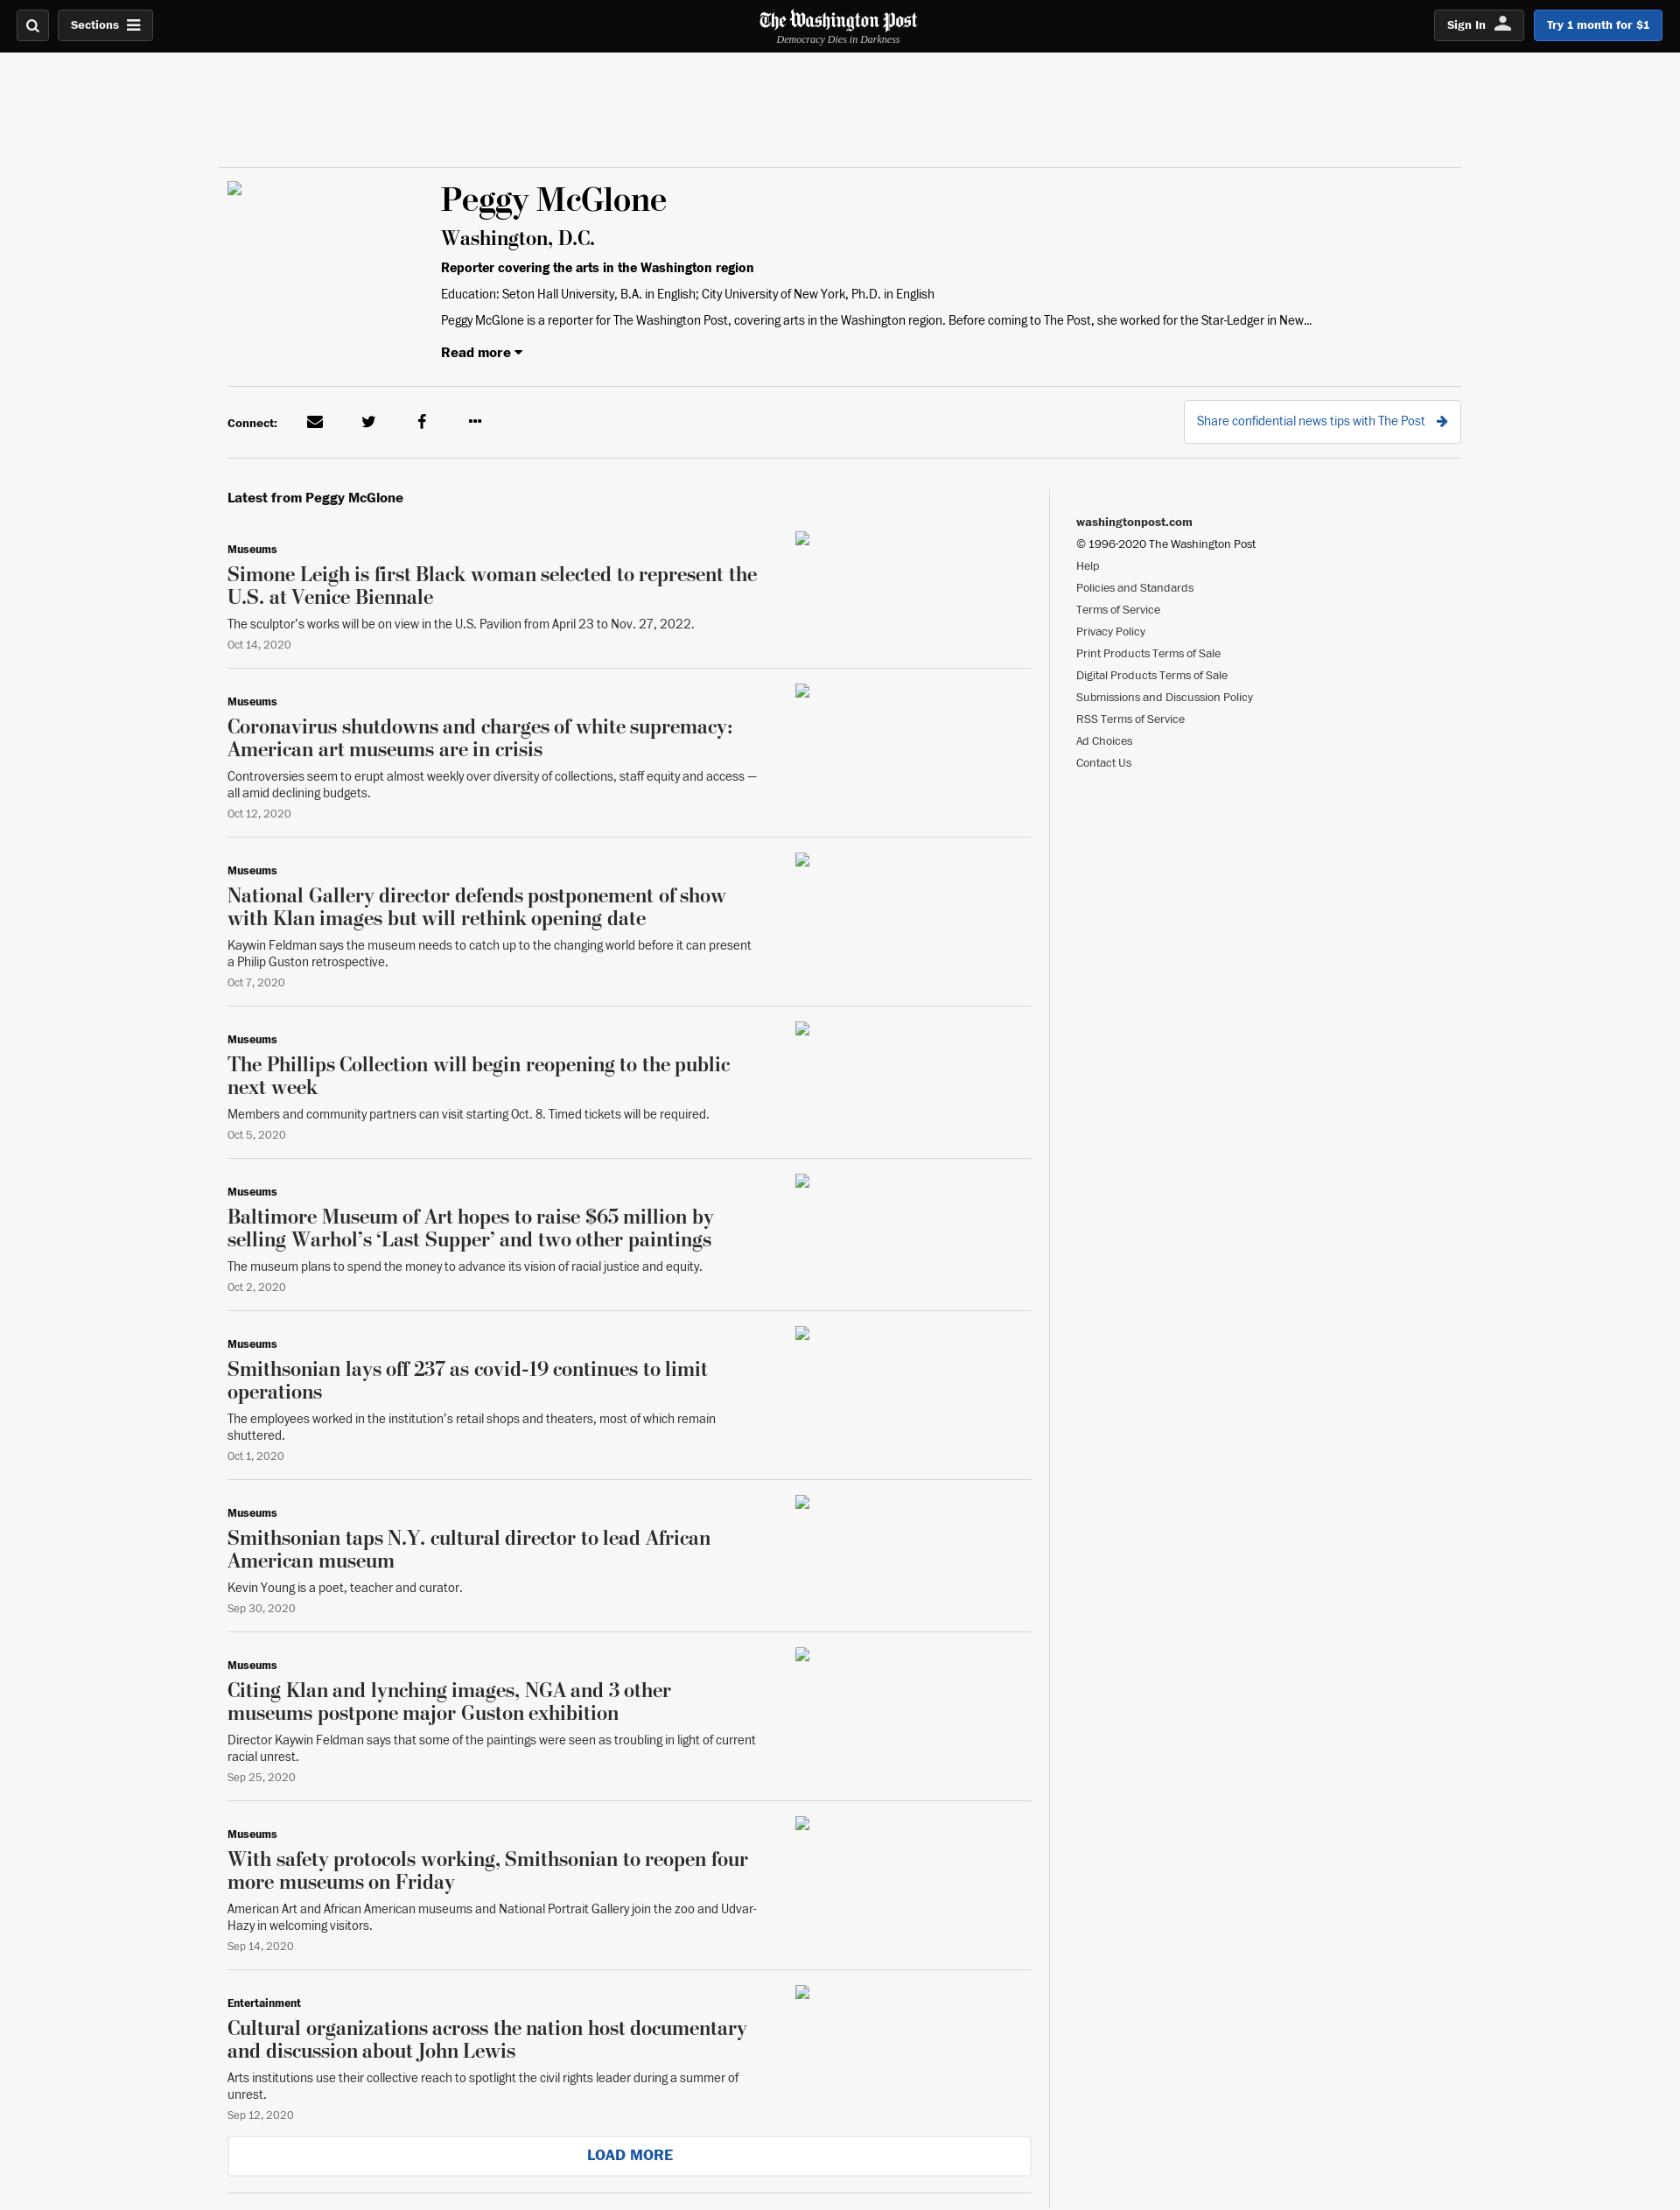 Sections
The Washington Post
Democracy Dies in Darkness
Sign In
Try 1 month for $1
Peggy McGlone
Washington, D.C.
Reporter covering the arts in the Washington region
Education: Seton Hall University, B.A. in English; City University of New York, Ph.D. in English
Peggy McGlone is a reporter for The Washington Post, covering arts in the Washington region. Before coming to The Post, she worked for the Star-Ledger in New...
Read more
Connect:
Share confidential news tips with The Post
Latest from Peggy McGlone
Museums
Simone Leigh is first Black woman selected to represent the
U.S. at Venice Biennale
The sculptor’s works will be on view in the U.S. Pavilion from April 23 to Nov. 27, 2022.
Oct 14, 2020
Museums
Coronavirus shutdowns and charges of white supremacy:
American art museums are in crisis
Controversies seem to erupt almost weekly over diversity of collections, staff equity and access —
all amid declining budgets.
Oct 12, 2020
Museums
National Gallery director defends postponement of show
with Klan images but will rethink opening date
Kaywin Feldman says the museum needs to catch up to the changing world before it can present
a Philip Guston retrospective.
Oct 7, 2020
Museums
The Phillips Collection will begin reopening to the public
next week
Members and community partners can visit starting Oct. 8. Timed tickets will be required.
Oct 5, 2020
Museums
Baltimore Museum of Art hopes to raise $65 million by
selling Warhol’s ‘Last Supper’ and two other paintings
The museum plans to spend the money to advance its vision of racial justice and equity.
Oct 2, 2020
Museums
Smithsonian lays off 237 as covid-19 continues to limit
operations
The employees worked in the institution’s retail shops and theaters, most of which remain
shuttered.
Oct 1, 2020
Museums
Smithsonian taps N.Y. cultural director to lead African
American museum
Kevin Young is a poet, teacher and curator.
Sep 30, 2020
Museums
Citing Klan and lynching images, NGA and 3 other
museums postpone major Guston exhibition
Director Kaywin Feldman says that some of the paintings were seen as troubling in light of current
racial unrest.
Sep 25, 2020
Museums
With safety protocols working, Smithsonian to reopen four
more museums on Friday
American Art and African American museums and National Portrait Gallery join the zoo and Udvar-
Hazy in welcoming visitors.
Sep 14, 2020
Entertainment
Cultural organizations across the nation host documentary
and discussion about John Lewis
Arts institutions use their collective reach to spotlight the civil rights leader during a summer of
unrest.
Sep 12, 2020
LOAD MORE
washingtonpost.com
© 1996-2020 The Washington Post
Help
Policies and Standards
Terms of Service
Privacy Policy
Print Products Terms of Sale
Digital Products Terms of Sale
Submissions and Discussion Policy
RSS Terms of Service
Ad Choices
Contact Us